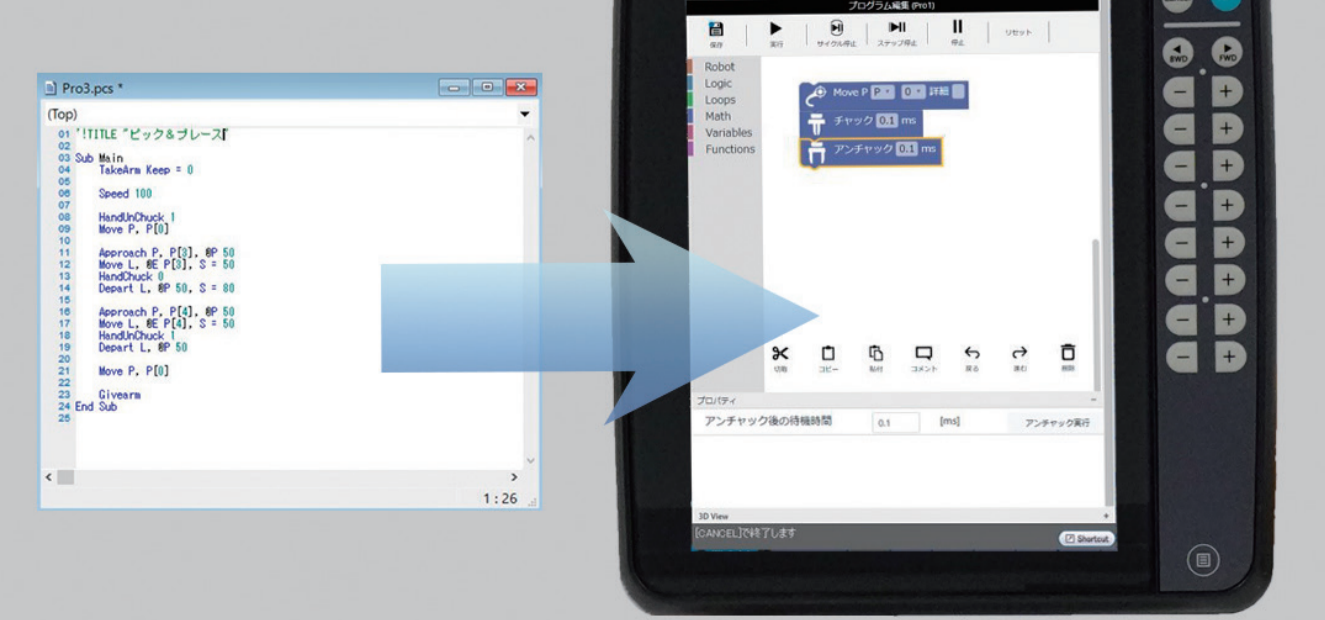 Pro3.pcs *
(Top)
01 '!TITLE "ピック＆プレース"
02
03 Sub Main
04 TakeArm Keep = 0
05
06 Speed 100
07
08 HandUnChuck 1
09 Move P, P[0]
10
11 Approach P, P[3], @P 50
12 Move L, @E P[3], S = 50
13 HandChuck 0
14 Depart L, @P 50, S = 80
15
16 Approach P, P[4], @P 50
17 Move L, @E P[4], S = 50
18 HandUnChuck 1
19 Depart L, @P 50
20
21 Move P, P[0]
22
23 Givearm
24 End Sub
25
1 : 26
プログラム編集 (Pro1)
保存 実行 サイクル停止 ステップ停止 停止 リセット
Robot
Logic
Loops
Math
Variables
Functions
Move P P 0 詳細
チャック 0.1 ms
アンチャック 0.1 ms
切取 コピー 貼付 コメント 戻る 進む 削除
プロパティ
アンチャック後の待機時間 0.1 [ms] アンチャック実行
3D View +
[CANCEL]で終了します
Shortcut
BWD FWD
- +
- +
- +
- +
- +
- +
- +
- +